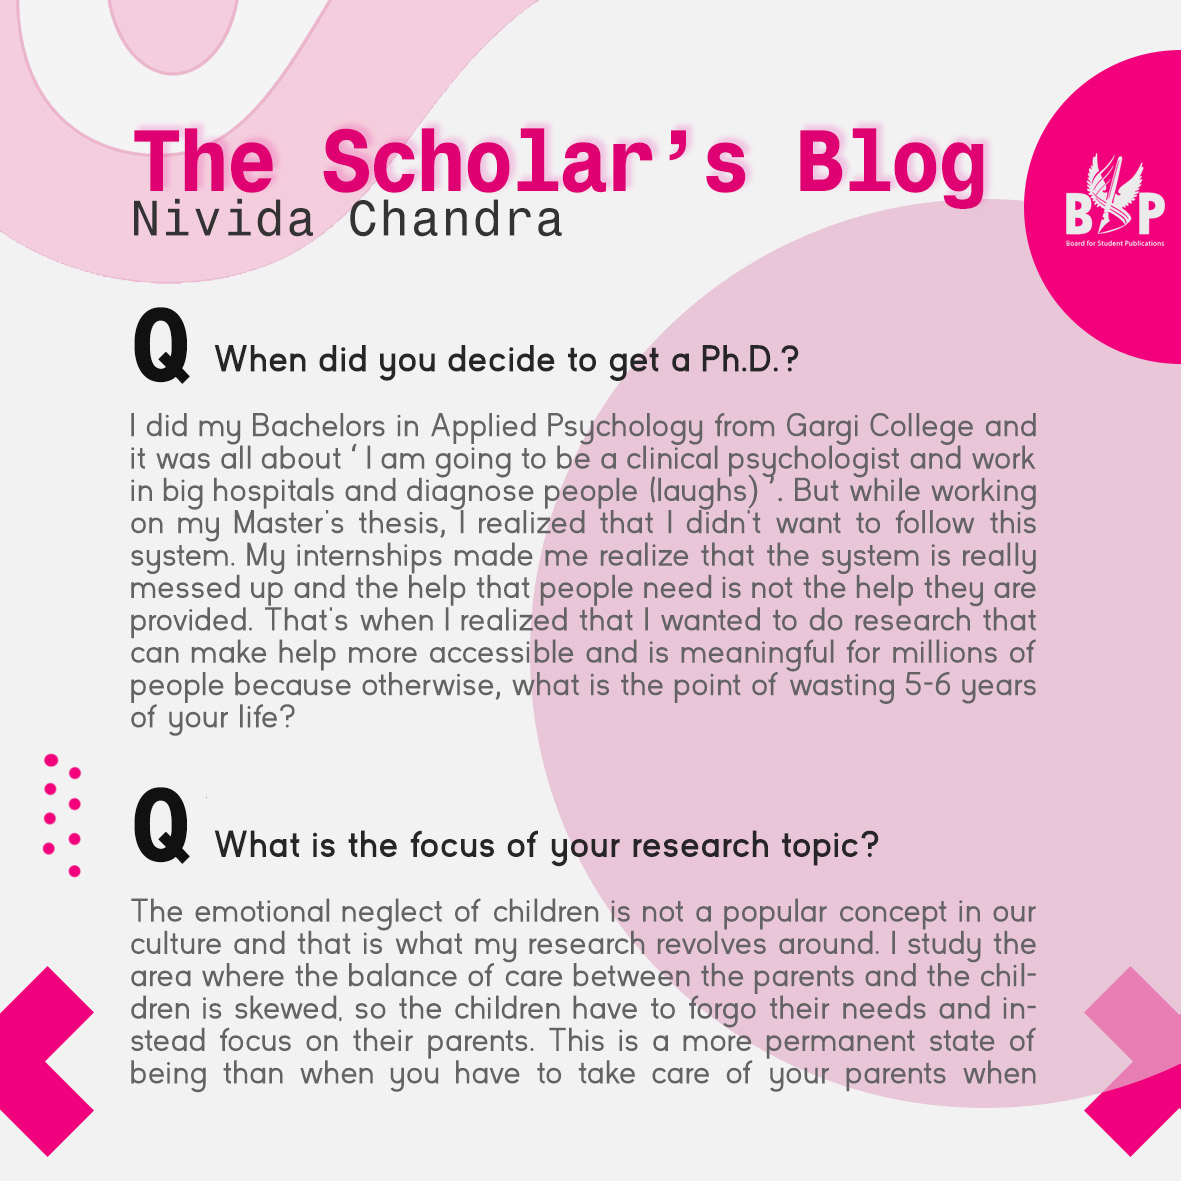 The Scholar’s Blog
Nivida Chandra
BSP
Board for Student Publications
Q When did you decide to get a Ph.D.?
I did my Bachelors in Applied Psychology from Gargi College and
it was all about ‘ I am going to be a clinical psychologist and work
in big hospitals and diagnose people (laughs) ’. But while working
on my Master's thesis, I realized that I didn't want to follow this
system. My internships made me realize that the system is really
messed up and the help that people need is not the help they are
provided. That's when I realized that I wanted to do research that
can make help more accessible and is meaningful for millions of
people because otherwise, what is the point of wasting 5-6 years
of your life?
Q What is the focus of your research topic?
The emotional neglect of children is not a popular concept in our
culture and that is what my research revolves around. I study the
area where the balance of care between the parents and the chil-
dren is skewed, so the children have to forgo their needs and in-
stead focus on their parents. This is a more permanent state of
being than when you have to take care of your parents when